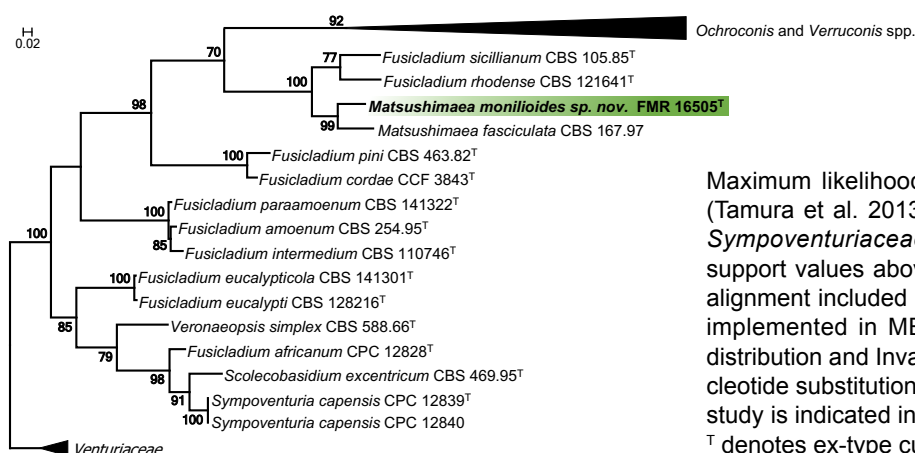 0.02
92
Ochroconis and Verruconis spp.
70
77
Fusicladium sicillianum CBS 105.85ᵀ
100
Fusicladium rhodense CBS 121641ᵀ
98
Matsushimaea monilioides sp. nov. FMR 16505ᵀ
99
Matsushimaea fasciculata CBS 167.97
100
Fusicladium pini CBS 463.82ᵀ
Fusicladium cordae CCF 3843ᵀ
Fusicladium paraamoenum CBS 141322ᵀ
100
Fusicladium amoenum CBS 254.95ᵀ
85
Fusicladium intermedium CBS 110746ᵀ
100
100
Fusicladium eucalypticola CBS 141301ᵀ
Fusicladium eucalypti CBS 128216ᵀ
85
Veronaeopsis simplex CBS 588.66ᵀ
79
Fusicladium africanum CPC 12828ᵀ
98
Scolecobasidium excentricum CBS 469.95ᵀ
91
Sympoventuria capensis CPC 12839ᵀ
100
Sympoventuria capensis CPC 12840
Venturiaceae
Maximum likelihood
(Tamura et al. 2013
Sympoventuriaceae
support values abov
alignment included
implemented in ME
distribution and Inva
cleotide substitution
study is indicated in
ᵀ denotes ex-type cu